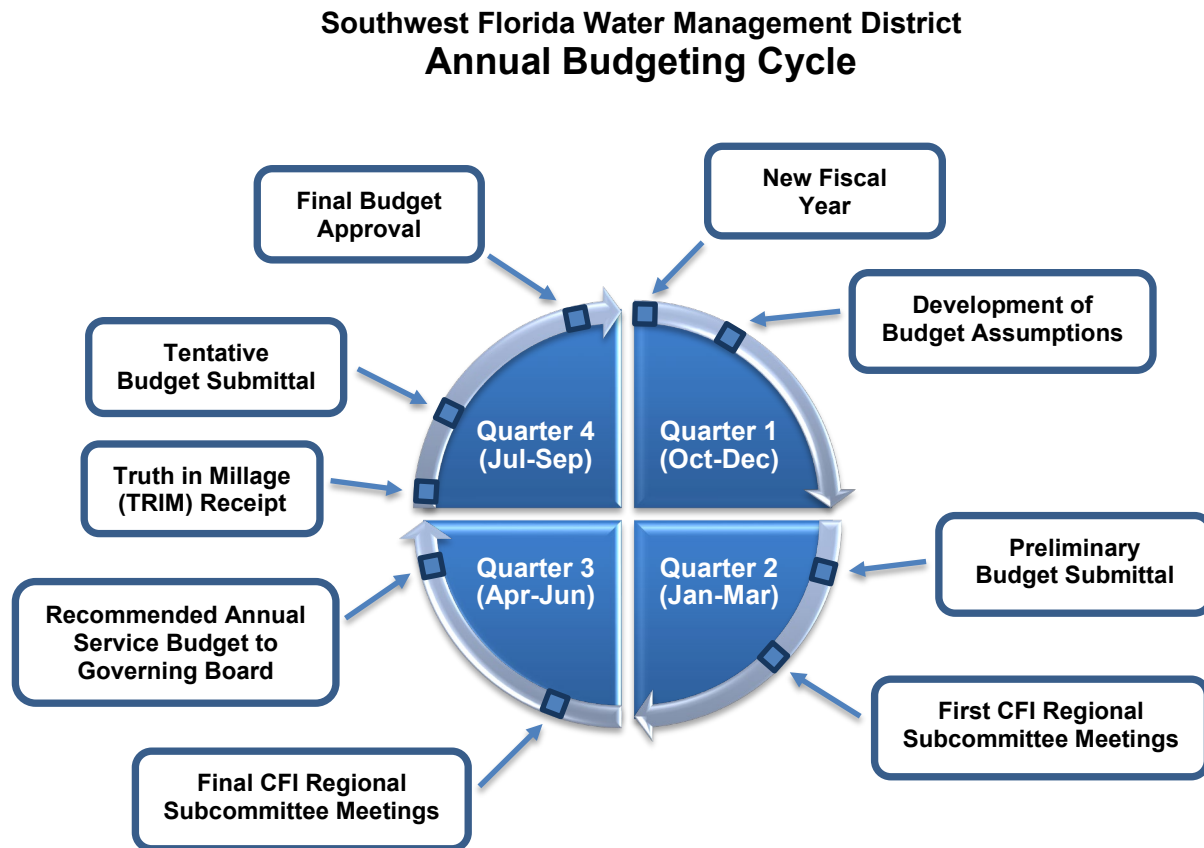 Southwest Florida Water Management District
Annual Budgeting Cycle
New Fiscal
Year
Development of
Budget Assumptions
Preliminary
Budget Submittal
First CFI Regional
Subcommittee Meetings
Final CFI Regional
Subcommittee Meetings
Recommended Annual
Service Budget to
Governing Board
Truth in Millage
(TRIM) Receipt
Tentative
Budget Submittal
Final Budget
Approval
Quarter 1
(Oct-Dec)
Quarter 2
(Jan-Mar)
Quarter 3
(Apr-Jun)
Quarter 4
(Jul-Sep)